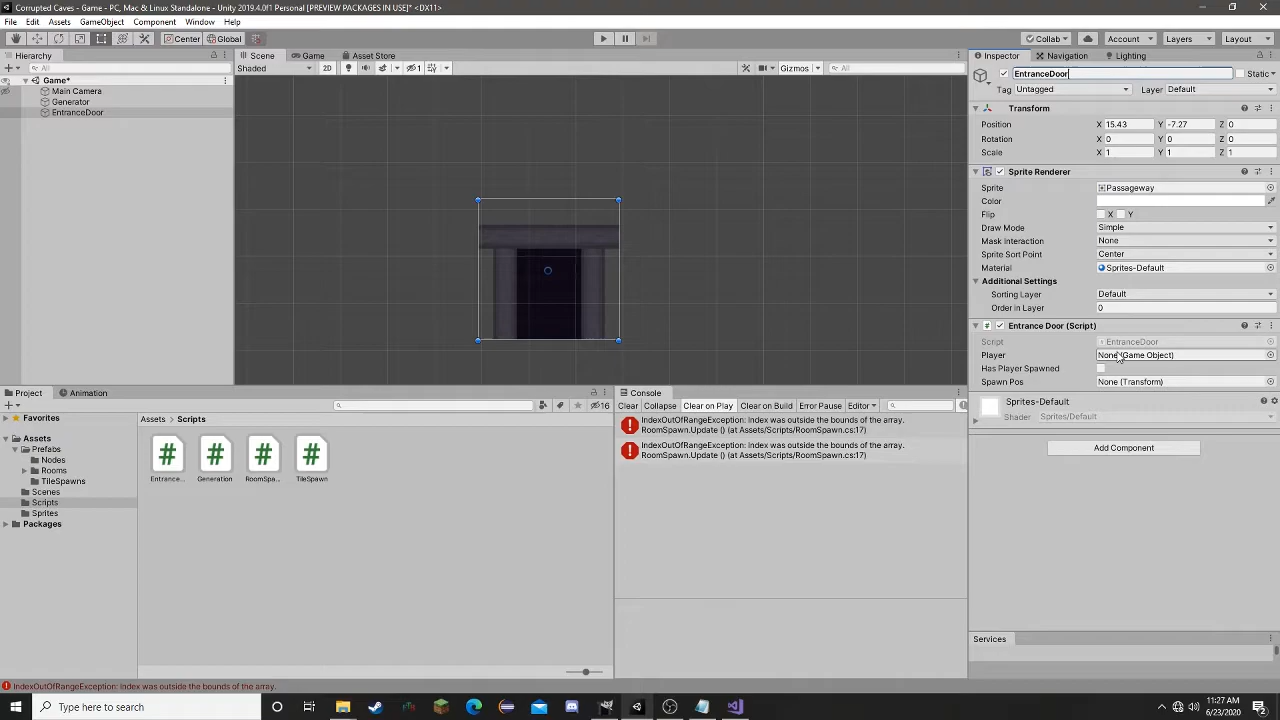 Corrupted Caves - Game - PC, Mac & Linux Standalone - Unity 2019.4.0f1 Personal [PREVIEW PACKAGES IN USE]* <DX11>
File Edit Assets GameObject Component Window Help
Center Global Collab Account Layers Layout
Hierarchy
All
Game*
Main Camera
Generator
EntranceDoor
Scene Game Asset Store
Shaded 2D 1 Gizmos All
Inspector Navigation Lighting
EntranceDoor Static
Tag Untagged Layer Default
Transform
Position X 15.43 Y -7.27 Z 0
Rotation X 0 Y 0 Z 0
Scale X 1 Y 1 Z 1
Sprite Renderer
Sprite Passageway
Color
Flip X Y
Draw Mode Simple
Mask Interaction None
Sprite Sort Point Center
Material Sprites-Default
Additional Settings
Sorting Layer Default
Order in Layer 0
Entrance Door (Script)
Script EntranceDoor
Player None (Game Object)
Has Player Spawned
Spawn Pos None (Transform)
Sprites-Default
Shader Sprites/Default
Add Component
Services
Project Animation
16
Favorites
Assets
Prefabs
Nodes
Rooms
TileSpawns
Scenes
Scripts
Sprites
Packages
Assets > Scripts
Entrance... Generation RoomSpa... TileSpawn
Console
Clear Collapse Clear on Play Clear on Build Error Pause Editor
IndexOutOfRangeException: Index was outside the bounds of the array.
RoomSpawn.Update () (at Assets/Scripts/RoomSpawn.cs:17)
IndexOutOfRangeException: Index was outside the bounds of the array.
RoomSpawn.Update () (at Assets/Scripts/RoomSpawn.cs:17)
IndexOutOfRangeException: Index was outside the bounds of the array.
Type here to search
11:27 AM
6/23/2020